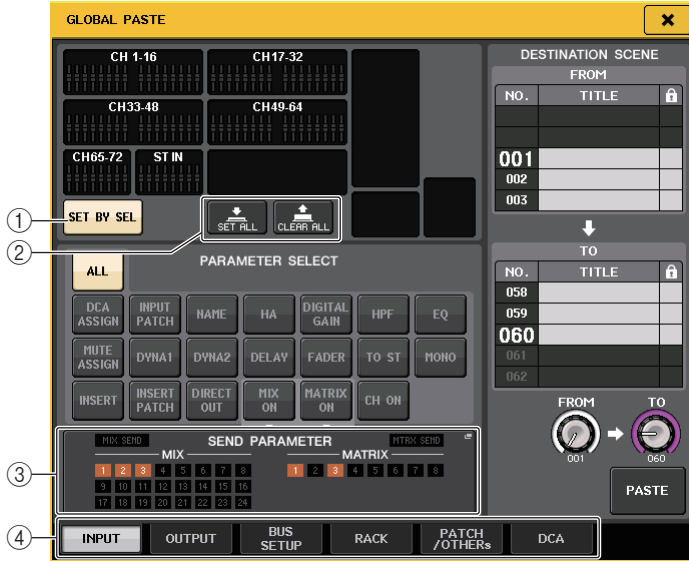 GLOBAL PASTE
CH 1-16
CH17-32
CH33-48
CH49-64
CH65-72
ST IN
1
SET BY SEL
2
SET ALL
CLEAR ALL
ALL
PARAMETER SELECT
DCA ASSIGN
INPUT PATCH
NAME
HA
DIGITAL GAIN
HPF
EQ
MUTE ASSIGN
DYNA1
DYNA2
DELAY
FADER
TO ST
MONO
INSERT
INSERT PATCH
DIRECT OUT
MIX ON
MATRIX ON
CH ON
3
MIX SEND
SEND PARAMETER
MTRX SEND
MIX
MATRIX
1 2 3 4 5 6 7 8
1 2 3 4 5 6 7 8
9 10 11 12 13 14 15 16
17 18 19 20 21 22 23 24
4
INPUT
OUTPUT
BUS SETUP
RACK
PATCH /OTHERs
DCA
DESTINATION SCENE
FROM
NO. TITLE
001
002
003
TO
NO. TITLE
058
059
060
061
062
FROM
TO
001
060
PASTE